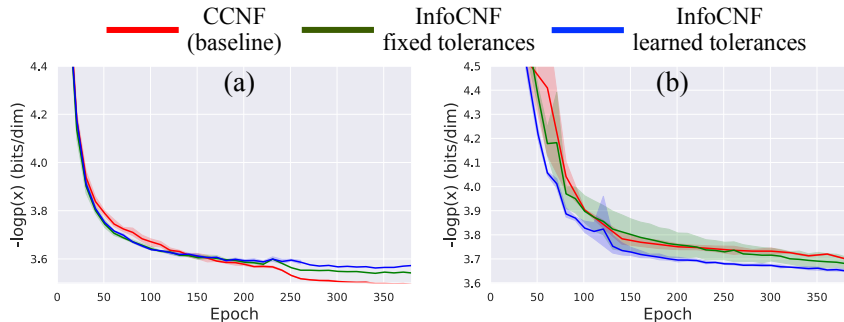 CCNF
(baseline)
InfoCNF
fixed tolerances
InfoCNF
learned tolerances
(a)
-logp(x) (bits/dim)
4.4
4.2
4.0
3.8
3.6
0 50 100 150 200 250 300 350
Epoch
(b)
-logp(x) (bits/dim)
4.5
4.4
4.3
4.2
4.1
4.0
3.9
3.8
3.7
3.6
0 50 100 150 200 250 300 350
Epoch